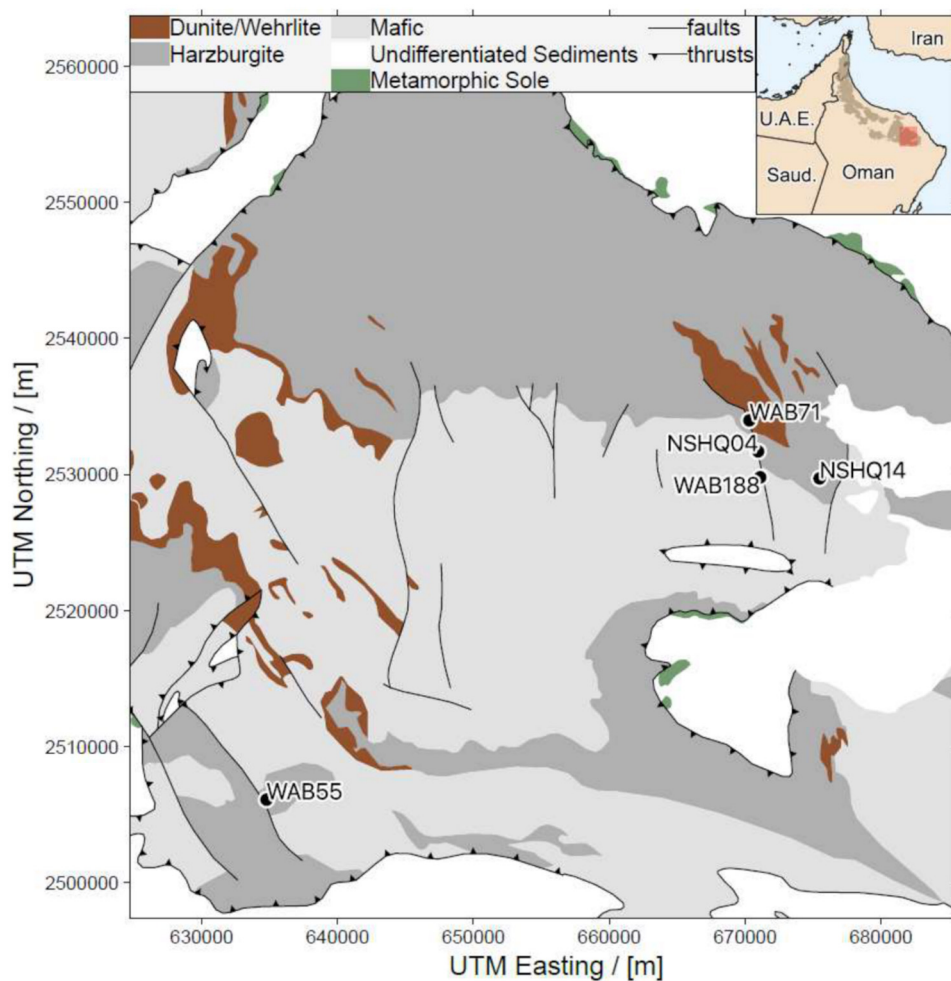 Dunite/Wehrlite
Mafic
faults
Harzburgite
Undifferentiated Sediments
thrusts
Metamorphic Sole
Iran
U.A.E.
Saud.
Oman
2560000
2550000
2540000
2530000
2520000
2510000
2500000
UTM Northing / [m]
WAB71
NSHQ04
NSHQ14
WAB188
WAB55
630000
640000
650000
660000
670000
680000
UTM Easting / [m]